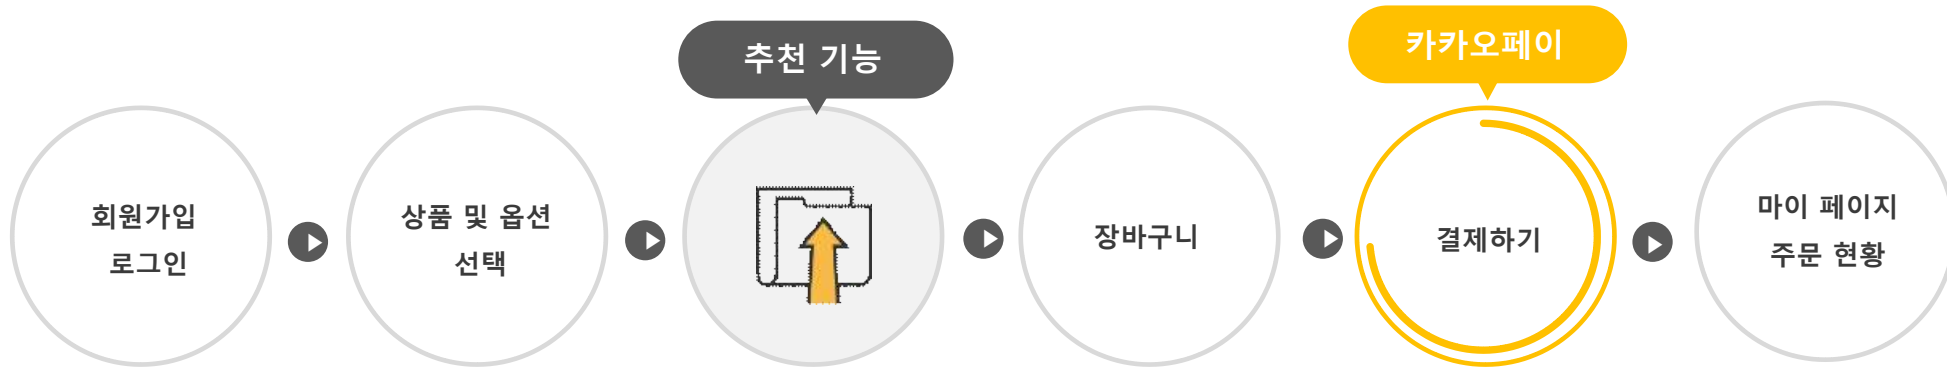 추천 기능
카카오페이
회원가입
로그인
상품 및 옵션
선택
장바구니
결제하기
마이 페이지
주문 현황